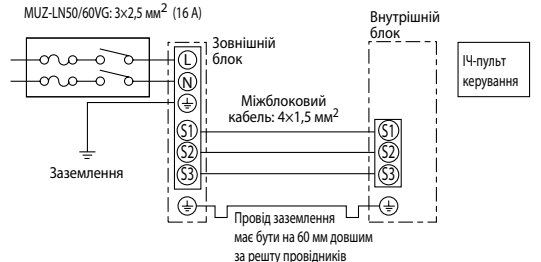 MUZ-LN50/60VG: 3×2,5 мм² (16 А)
Зовнішній
блок
Внутрішній
блок
ІЧ-пульт
керування
L
N
S1
S2
S3
Міжблоковий
кабель: 4×1,5 мм²
S1
S2
S3
Заземлення
Провід заземлення
має бути на 60 мм довшим
за решту провідників